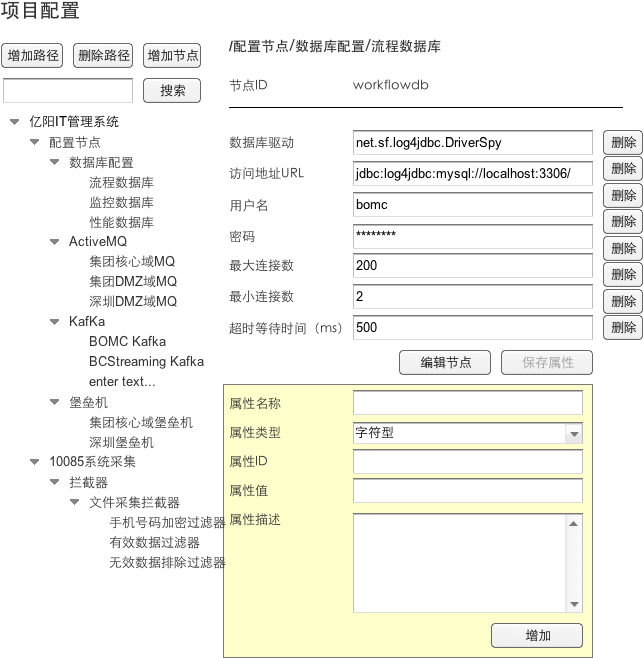 项目配置
增加路径 删除路径 增加节点
搜索
亿阳IT管理系统
配置节点
数据库配置
流程数据库
监控数据库
性能数据库
ActiveMQ
集团核心域MQ
集团DMZ域MQ
深圳DMZ域MQ
KafKa
BOMC Kafka
BCStreaming Kafka
enter text...
堡垒机
集团核心域堡垒机
深圳堡垒机
10085系统采集
拦截器
文件采集拦截器
手机号码加密过滤器
有效数据过滤器
无效数据排除过滤器
/配置节点/数据库配置/流程数据库
节点ID workflowdb
数据库驱动 net.sf.log4jdbc.DriverSpy 删除
访问地址URL jdbc:log4jdbc:mysql://localhost:3306/ 删除
用户名 bomc 删除
密码 ******** 删除
最大连接数 200 删除
最小连接数 2 删除
超时等待时间（ms） 500 删除
删除
编辑节点 保存属性
属性名称
属性类型 字符型
属性ID
属性值
属性描述
增加